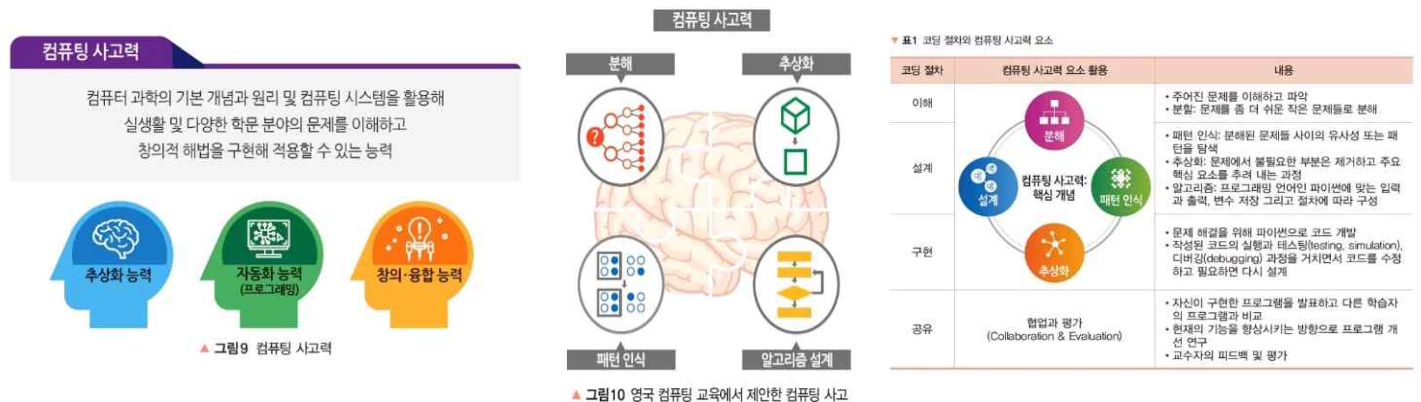 컴퓨팅 사고력
컴퓨터 과학의 기본 개념과 원리 및 컴퓨팅 시스템을 활용해
실생활 및 다양한 학문 분야의 문제를 이해하고
창의적 해법을 구현해 적용할 수 있는 능력
추상화 능력
자동화 능력
(프로그래밍)
창의·융합 능력
▲ 그림9 컴퓨팅 사고력
컴퓨팅 사고력
분해
추상화
?
패턴 인식
알고리즘 설계
▲ 그림10 영국 컴퓨팅 교육에서 제안한 컴퓨팅 사고
▼ 표1 코딩 절차와 컴퓨팅 사고력 요소
코딩 절차
컴퓨팅 사고력 요소 활용
내용
이해
• 주어진 문제를 이해하고 파악
• 분할: 문제를 좀 더 쉬운 작은 문제들로 분해
설계
• 패턴 인식: 분해된 문제들 사이의 유사성 또는 패
턴을 탐색
• 추상화: 문제에서 불필요한 부분은 제거하고 주요
핵심 요소를 추려 내는 과정
• 알고리즘: 프로그래밍 언어인 파이썬에 맞는 입력
과 출력, 변수 저장 그리고 절차에 따라 구성
분해
설계
컴퓨팅 사고력:
핵심 개념
패턴 인식
추상화
구현
• 문제 해결을 위해 파이썬으로 코드 개발
• 작성된 코드의 실행과 테스팅(testing, simulation),
디버깅(debugging) 과정을 거치면서 코드를 수정
하고 필요하면 다시 설계
공유
협업과 평가
(Collaboration & Evaluation)
• 자신이 구현한 프로그램을 발표하고 다른 학습자
의 프로그램과 비교
• 현재의 기능을 향상시키는 방향으로 프로그램 개
선 연구
• 교수자의 피드백 및 평가